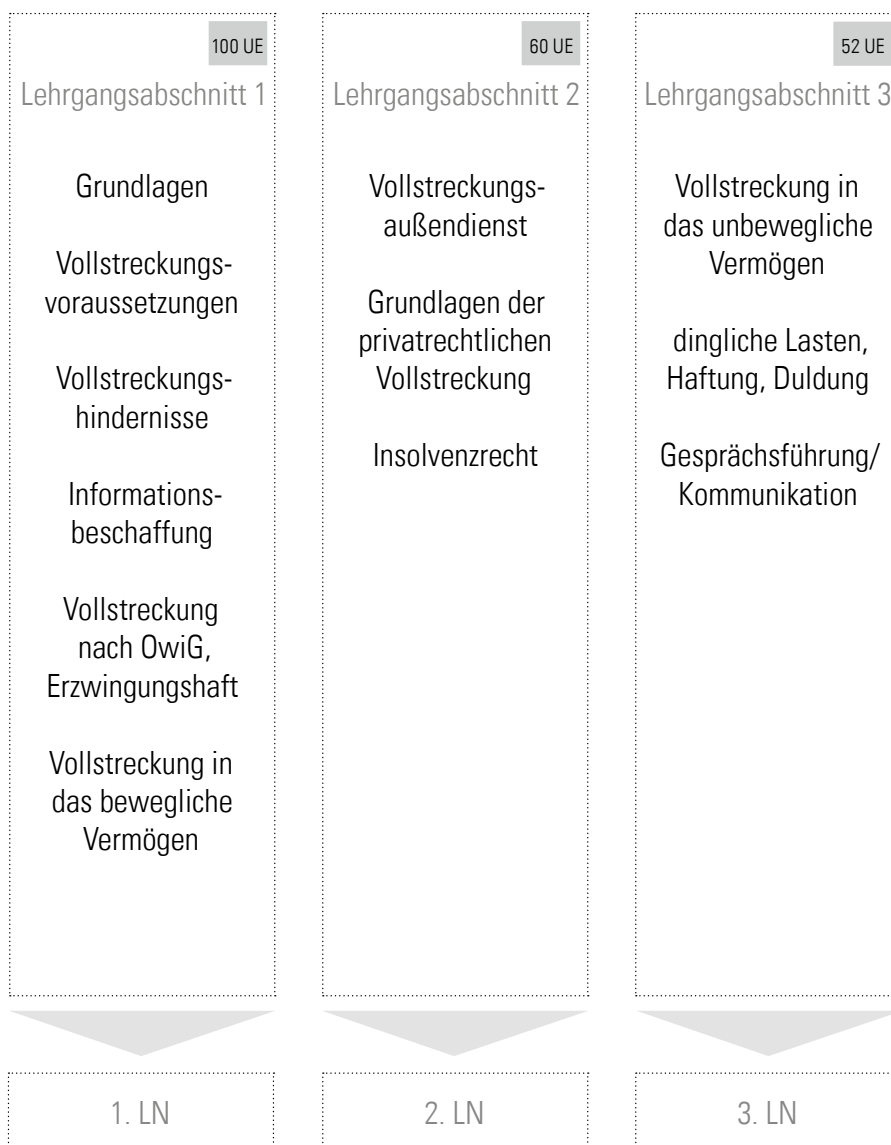 100 UE
Lehrgangsabschnitt 1
Grundlagen
Vollstreckungs-
voraussetzungen
Vollstreckungs-
hindernisse
Informations-
beschaffung
Vollstreckung
nach OwiG,
Erzwingungshaft
Vollstreckung in
das bewegliche
Vermögen
1. LN
60 UE
Lehrgangsabschnitt 2
Vollstreckungs-
außendienst
Grundlagen der
privatrechtlichen
Vollstreckung
Insolvenzrecht
2. LN
52 UE
Lehrgangsabschnitt 3
Vollstreckung in
das unbewegliche
Vermögen
dingliche Lasten,
Haftung, Duldung
Gesprächsführung/
Kommunikation
3. LN